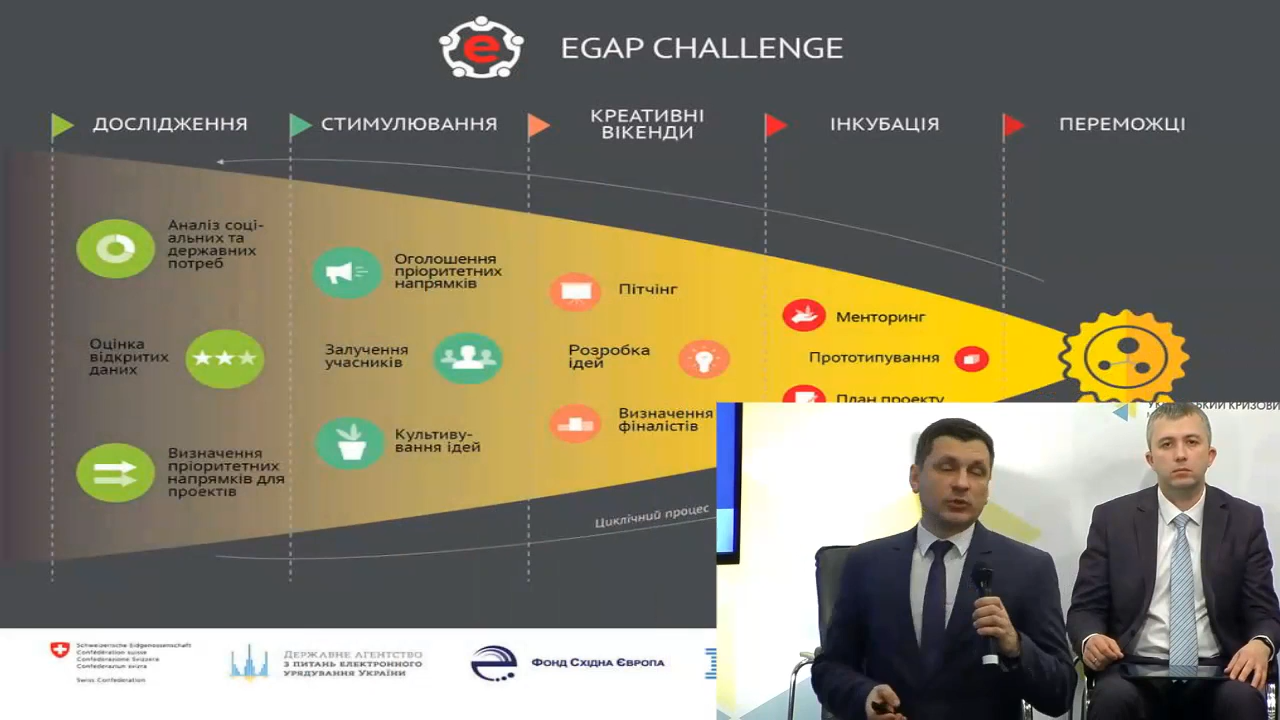 EGAP CHALLENGE
ДОСЛІДЖЕННЯ
СТИМУЛЮВАННЯ
КРЕАТИВНІ
ВІКЕНДИ
ІНКУБАЦІЯ
ПЕРЕМОЖЦІ
Аналіз соці-
альних та
державних
потреб
Оцінка
відкритих
даних
Визначення
пріоритетних
напрямків для
проектів
Оголошення
пріоритетних
напрямків
Залучення
учасників
Культиву-
вання ідей
Пітчінг
Розробка
ідей
Визначення
фіналістів
Менторинг
Прототипування
План проекту
Циклічний процес
УКРАЇНСЬКИЙ КРИЗОВИ
Schweizerische Eidgenossenschaft
Confédération suisse
Confederazione Svizzera
Confederaziun svizra
Swiss Confederation
ДЕРЖАВНЕ АГЕНТСТВО
З ПИТАНЬ ЕЛЕКТРОННОГО
УРЯДУВАННЯ УКРАЇНИ
ФОНД СХІДНА ЄВРОПА